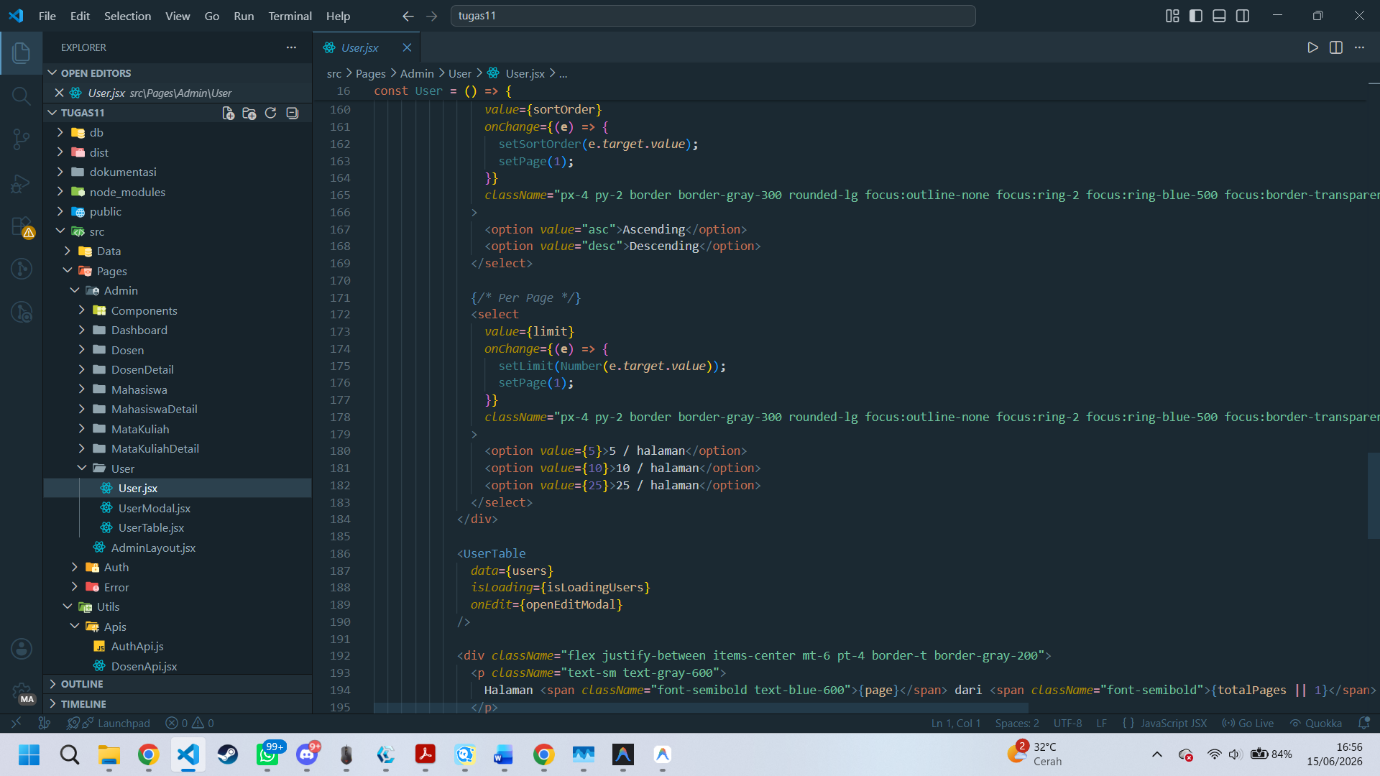 File Edit Selection View Go Run Terminal Help
tugas11
EXPLORER
OPEN EDITORS
User.jsx src\Pages\Admin\User
TUGAS11
db
dist
dokumentasi
node_modules
public
src
Data
Pages
Admin
Components
Dashboard
Dosen
DosenDetail
Mahasiswa
MahasiswaDetail
MataKuliah
MataKuliahDetail
User
User.jsx
UserModal.jsx
UserTable.jsx
AdminLayout.jsx
Auth
Error
Utils
Apis
AuthApi.js
DosenApi.jsx
OUTLINE
TIMELINE
User.jsx
src > Pages > Admin > User > User.jsx > ...
16 const User = () => {
160 value={sortOrder}
161 onChange={(e) => {
162 setSortOrder(e.target.value);
163 setPage(1);
164 }}
165 className="px-4 py-2 border border-gray-300 rounded-lg focus:outline-none focus:ring-2 focus:ring-blue-500 focus:border-transparen
166 >
167 <option value="asc">Ascending</option>
168 <option value="desc">Descending</option>
169 </select>
170
171 {/* Per Page */}
172 <select
173 value={limit}
174 onChange={(e) => {
175 setLimit(Number(e.target.value));
176 setPage(1);
177 }}
178 className="px-4 py-2 border border-gray-300 rounded-lg focus:outline-none focus:ring-2 focus:ring-blue-500 focus:border-transparen
179 >
180 <option value={5}>5 / halaman</option>
181 <option value={10}>10 / halaman</option>
182 <option value={25}>25 / halaman</option>
183 </select>
184 </div>
185
186 <UserTable
187 data={users}
188 isLoading={isLoadingUsers}
189 onEdit={openEditModal}
190 />
191
192 <div className="flex justify-between items-center mt-6 pt-4 border-t border-gray-200">
193 <p className="text-sm text-gray-600">
194 Halaman <span className="font-semibold text-blue-600">{page}</span> dari <span className="font-semibold">{totalPages || 1}</span>
195 </p>
MA
Launchpad 0 0 Ln 1, Col 1 Spaces: 2 UTF-8 LF { } JavaScript JSX Go Live Quokka
99+ 9+ 2 32°C Cerah 84% 16:56 15/06/2026